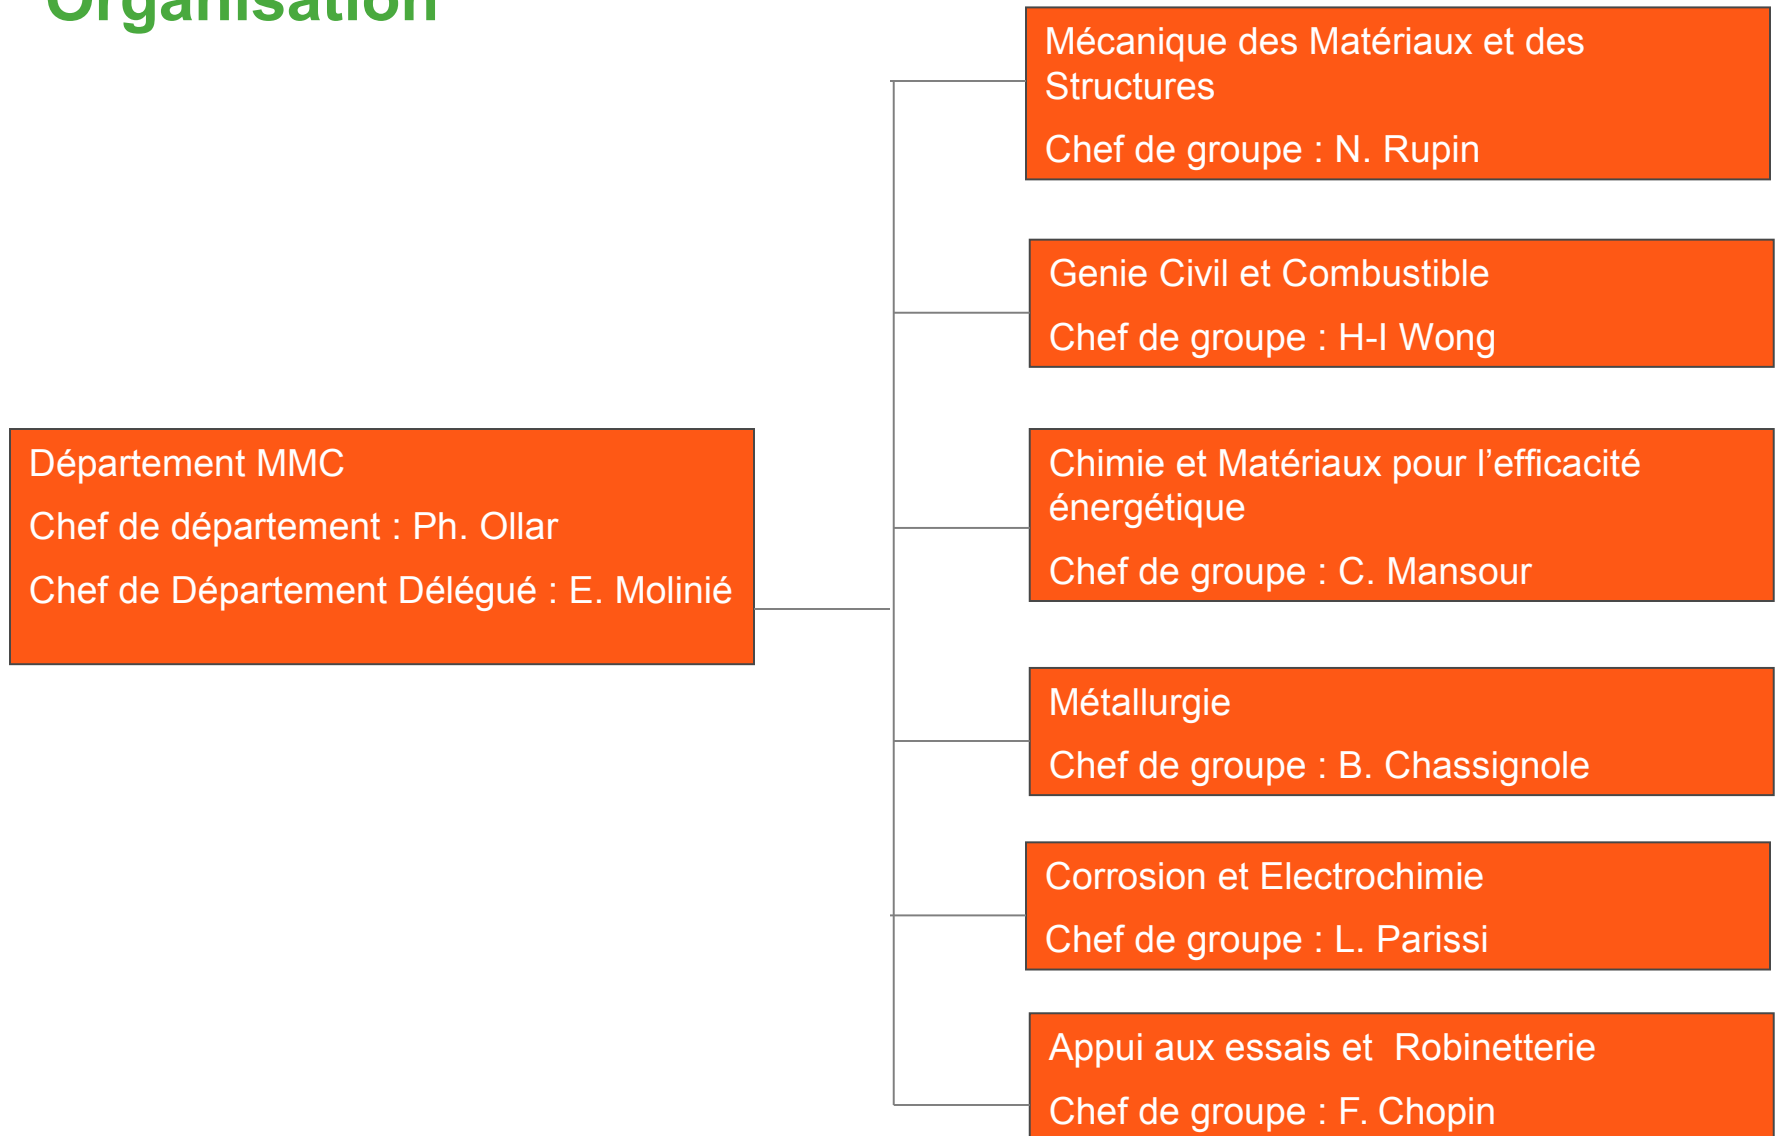 Organisation
Mécanique des Matériaux et des
Structures
Chef de groupe : N. Rupin
Genie Civil et Combustible
Chef de groupe : H-I Wong
Département MMC
Chef de département : Ph. Ollar
Chef de Département Délégué : E. Molinié
Chimie et Matériaux pour l’efficacité
énergétique
Chef de groupe : C. Mansour
Métallurgie
Chef de groupe : B. Chassignole
Corrosion et Electrochimie
Chef de groupe : L. Parissi
Appui aux essais et  Robinetterie
Chef de groupe : F. Chopin